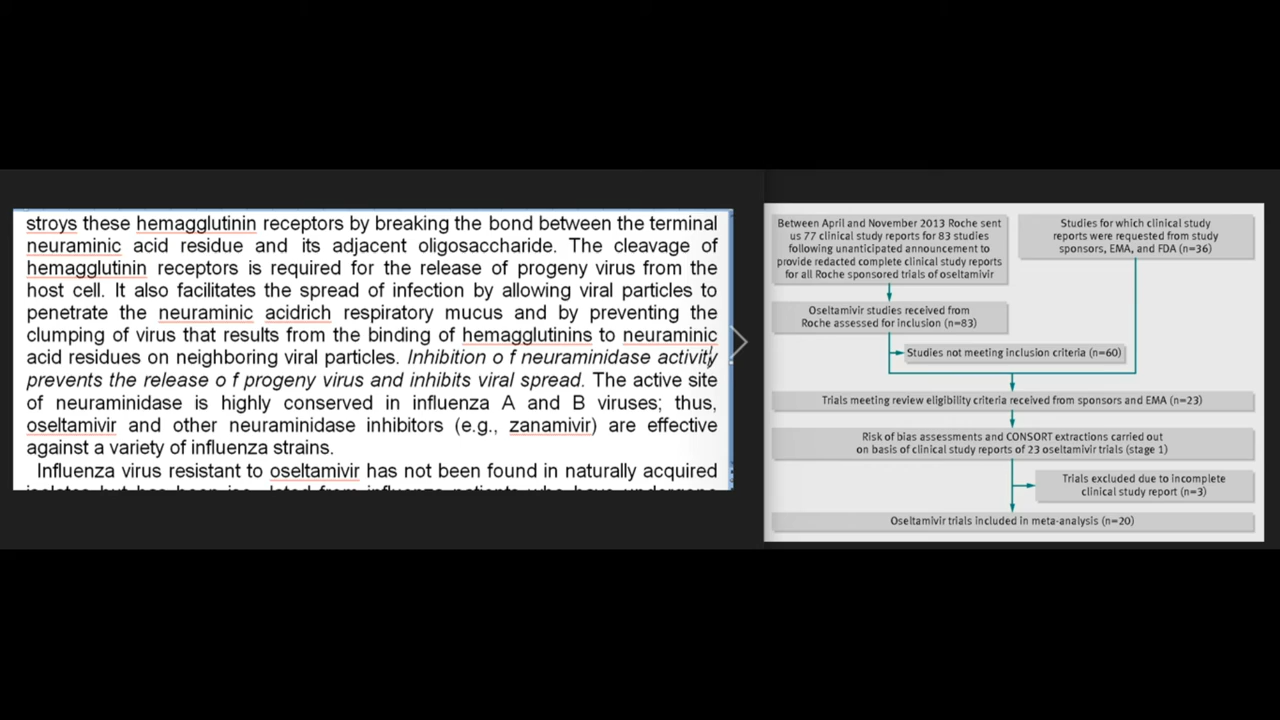 stroys these hemagglutinin receptors by breaking the bond between the terminal
neuraminic acid residue and its adjacent oligosaccharide. The cleavage of
hemagglutinin receptors is required for the release of progeny virus from the
host cell. It also facilitates the spread of infection by allowing viral particles to
penetrate the neuraminic acidrich respiratory mucus and by preventing the
clumping of virus that results from the binding of hemagglutinins to neuraminic
acid residues on neighboring viral particles. Inhibition o f neuraminidase activity
prevents the release o f progeny virus and inhibits viral spread. The active site
of neuraminidase is highly conserved in influenza A and B viruses; thus,
oseltamivir and other neuraminidase inhibitors (e.g., zanamivir) are effective
against a variety of influenza strains.
Influenza virus resistant to oseltamivir has not been found in naturally acquired
Between April and November 2013 Roche sent
us 77 clinical study reports for 83 studies
following unanticipated announcement to
provide redacted complete clinical study reports
for all Roche sponsored trials of oseltamivir
Studies for which clinical study
reports were requested from study
sponsors, EMA, and FDA (n=36)
Oseltamivir studies received from
Roche assessed for inclusion (n=83)
Studies not meeting inclusion criteria (n=60)
Trials meeting review eligibility criteria received from sponsors and EMA (n=23)
Risk of bias assessments and CONSORT extractions carried out
on basis of clinical study reports of 23 oseltamivir trials (stage 1)
Trials excluded due to incomplete
clinical study report (n=3)
Oseltamivir trials included in meta-analysis (n=20)